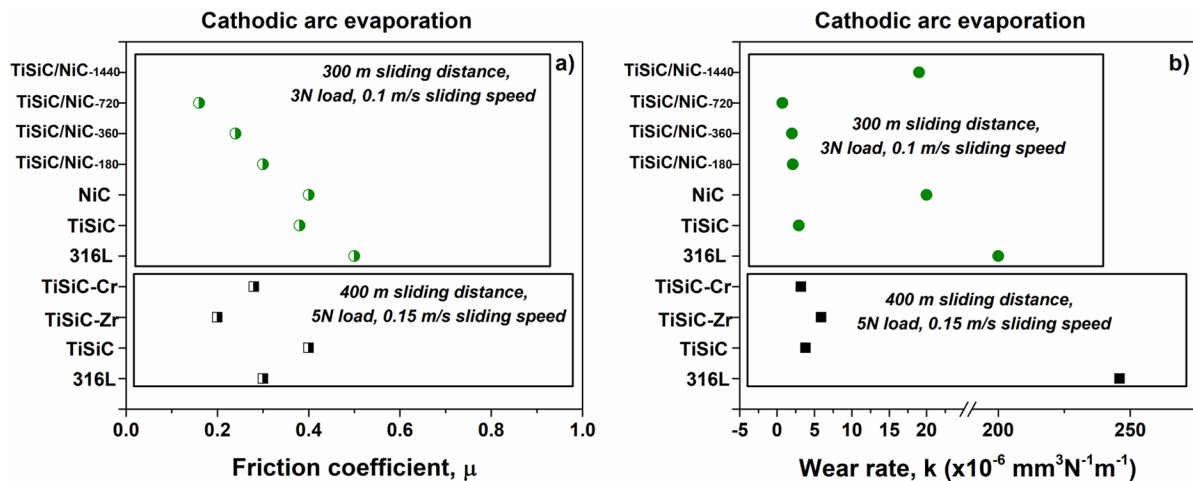 Cathodic arc evaporation
a)
TiSiC/NiC-1440
TiSiC/NiC-720
TiSiC/NiC-360
TiSiC/NiC-180
NiC
TiSiC
316L
TiSiC-Cr
TiSiC-Zr
TiSiC
316L
300 m sliding distance,
3N load, 0.1 m/s sliding speed
400 m sliding distance,
5N load, 0.15 m/s sliding speed
0.0 0.2 0.4 0.6 0.8 1.0
Friction coefficient, μ
Cathodic arc evaporation
b)
TiSiC/NiC-1440
TiSiC/NiC-720
TiSiC/NiC-360
TiSiC/NiC-180
NiC
TiSiC
316L
TiSiC-Cr
TiSiC-Zr
TiSiC
316L
300 m sliding distance,
3N load, 0.1 m/s sliding speed
400 m sliding distance,
5N load, 0.15 m/s sliding speed
-5 0 5 10 15 20 200 250
Wear rate, k (x10⁻⁶ mm³N⁻¹m⁻¹)